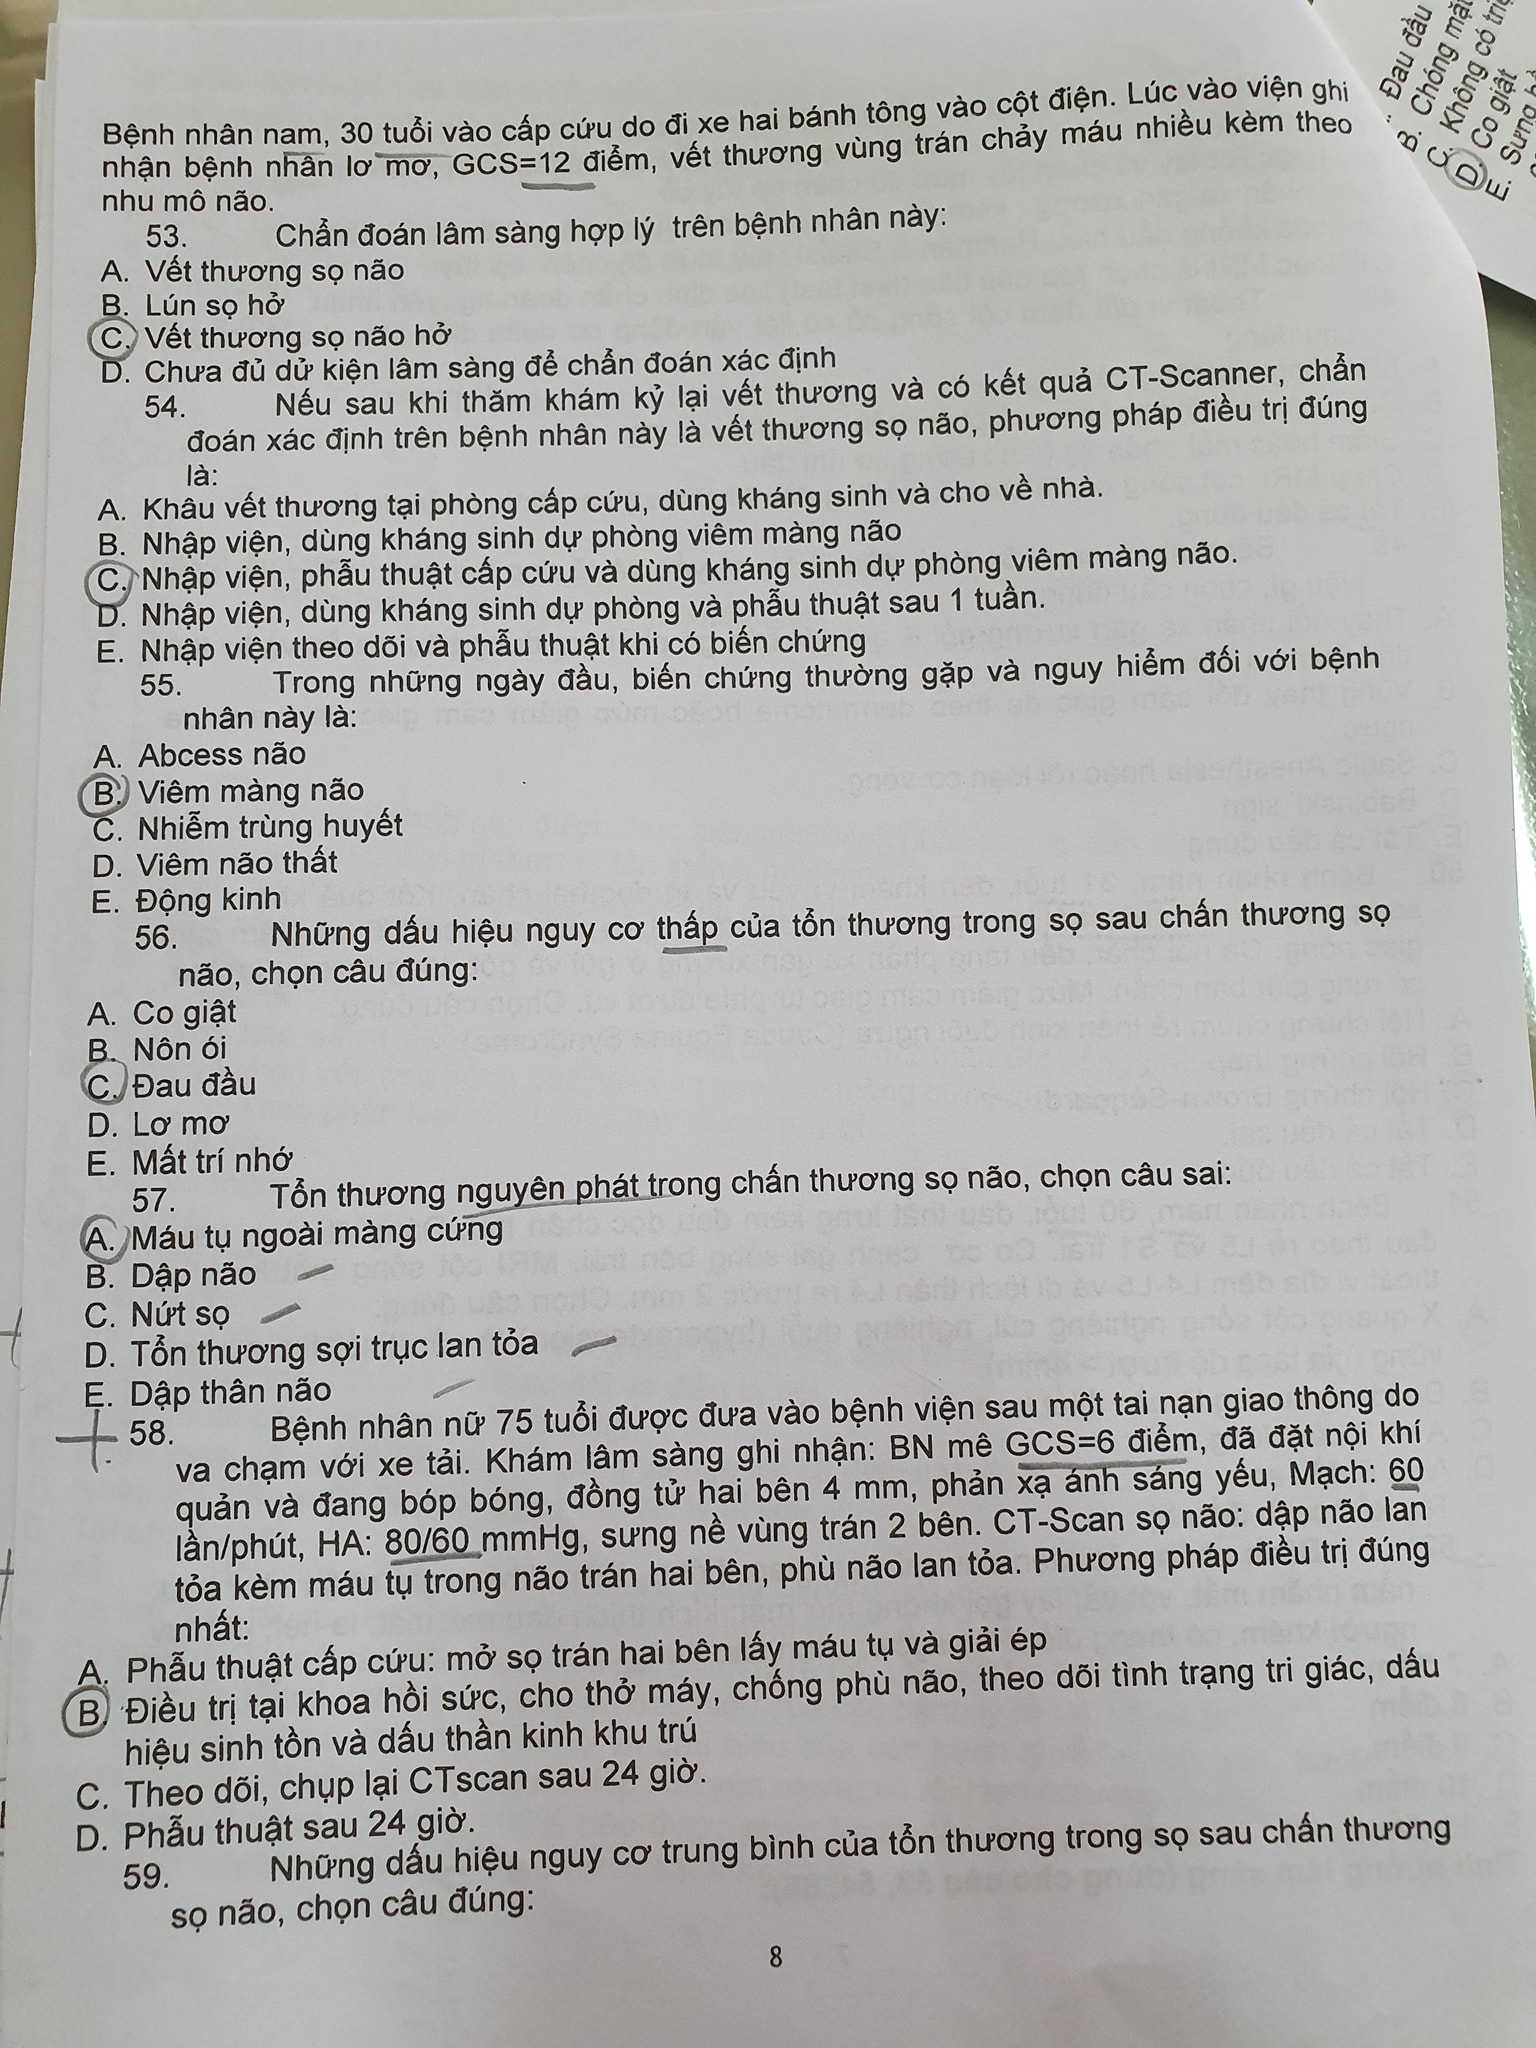 Bệnh nhân nam, 30 tuổi vào cấp cứu do đi xe hai bánh tông vào cột điện. Lúc vào viện ghi
nhận bệnh nhân lơ mơ, GCS=12 điểm, vết thương vùng trán chảy máu nhiều kèm theo
nhu mô não.
53. Chẩn đoán lâm sàng hợp lý trên bệnh nhân này:
A. Vết thương sọ não
B. Lún sọ hở
C. Vết thương sọ não hở
D. Chưa đủ dử kiện lâm sàng để chẩn đoán xác định
54. Nếu sau khi thăm khám kỷ lại vết thương và có kết quả CT-Scanner, chẩn
đoán xác định trên bệnh nhân này là vết thương sọ não, phương pháp điều trị đúng
là:
A. Khâu vết thương tại phòng cấp cứu, dùng kháng sinh và cho về nhà.
B. Nhập viện, dùng kháng sinh dự phòng viêm màng não
C. Nhập viện, phẫu thuật cấp cứu và dùng kháng sinh dự phòng viêm màng não.
D. Nhập viện, dùng kháng sinh dự phòng và phẫu thuật sau 1 tuần.
E. Nhập viện theo dõi và phẫu thuật khi có biến chứng
55. Trong những ngày đầu, biến chứng thường gặp và nguy hiểm đối với bệnh
nhân này là:
A. Abcess não
B. Viêm màng não
C. Nhiễm trùng huyết
D. Viêm não thất
E. Động kinh
56. Những dấu hiệu nguy cơ thấp của tổn thương trong sọ sau chấn thương sọ
não, chọn câu đúng:
A. Co giật
B. Nôn ói
C. Đau đầu
D. Lơ mơ
E. Mất trí nhớ
57. Tổn thương nguyên phát trong chấn thương sọ não, chọn câu sai:
A. Máu tụ ngoài màng cứng
B. Dập não
C. Nứt sọ
D. Tổn thương sợi trục lan tỏa
E. Dập thân não
58. Bệnh nhân nữ 75 tuổi được đưa vào bệnh viện sau một tai nạn giao thông do
va chạm với xe tải. Khám lâm sàng ghi nhận: BN mê GCS=6 điểm, đã đặt nội khí
quản và đang bóp bóng, đồng tử hai bên 4 mm, phản xạ ánh sáng yếu, Mạch: 60
lần/phút, HA: 80/60 mmHg, sưng nề vùng trán 2 bên. CT-Scan sọ não: dập não lan
tỏa kèm máu tụ trong não trán hai bên, phù não lan tỏa. Phương pháp điều trị đúng
nhất:
A. Phẫu thuật cấp cứu: mở sọ trán hai bên lấy máu tụ và giải ép
B. Điều trị tại khoa hồi sức, cho thở máy, chống phù não, theo dõi tình trạng tri giác, dấu
hiệu sinh tồn và dấu thần kinh khu trú
C. Theo dõi, chụp lại CTscan sau 24 giờ.
D. Phẫu thuật sau 24 giờ.
59. Những dấu hiệu nguy cơ trung bình của tổn thương trong sọ sau chấn thương
sọ não, chọn câu đúng:
8
Đau đầu
B. Chóng mặt
C. Không có
D. Co giật
E. Sưng